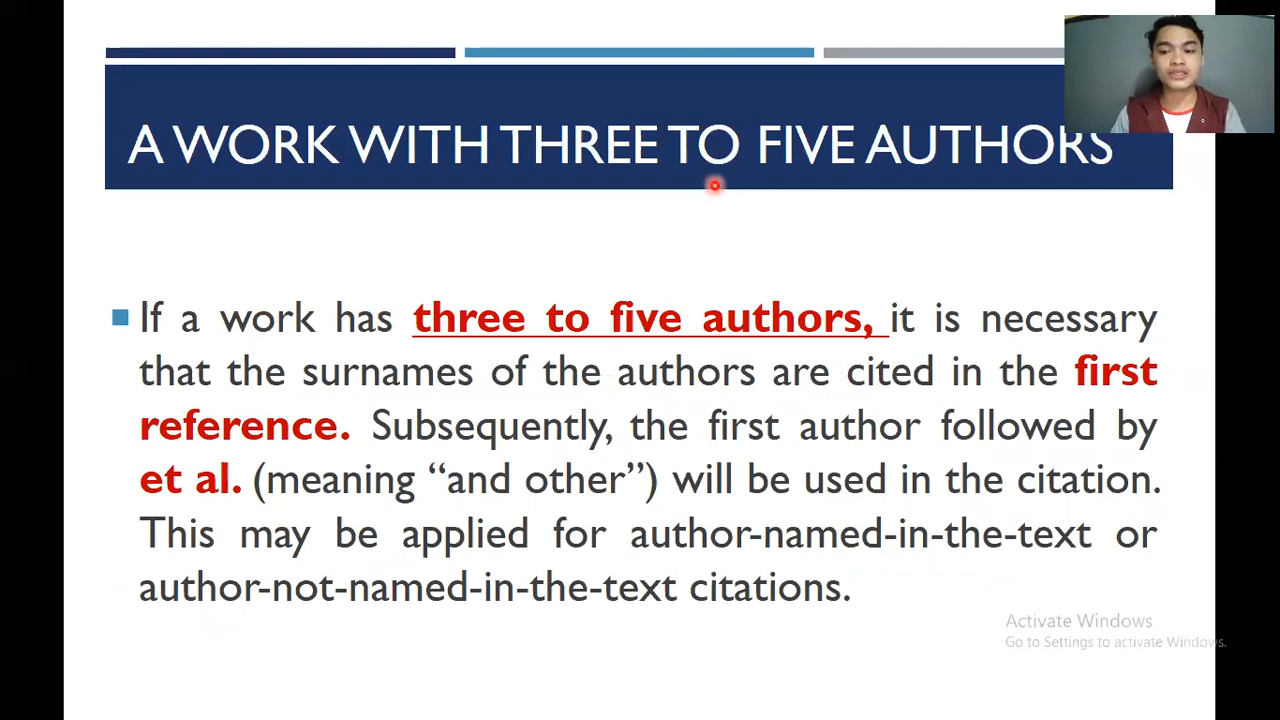 A WORK WITH THREE TO FIVE AUTHORS
If a work has three to five authors, it is necessary
that the surnames of the authors are cited in the first
reference. Subsequently, the first author followed by
et al. (meaning “and other”) will be used in the citation.
This may be applied for author-named-in-the-text or
author-not-named-in-the-text citations.
Activate Windows
Go to Settings to activate Windows.